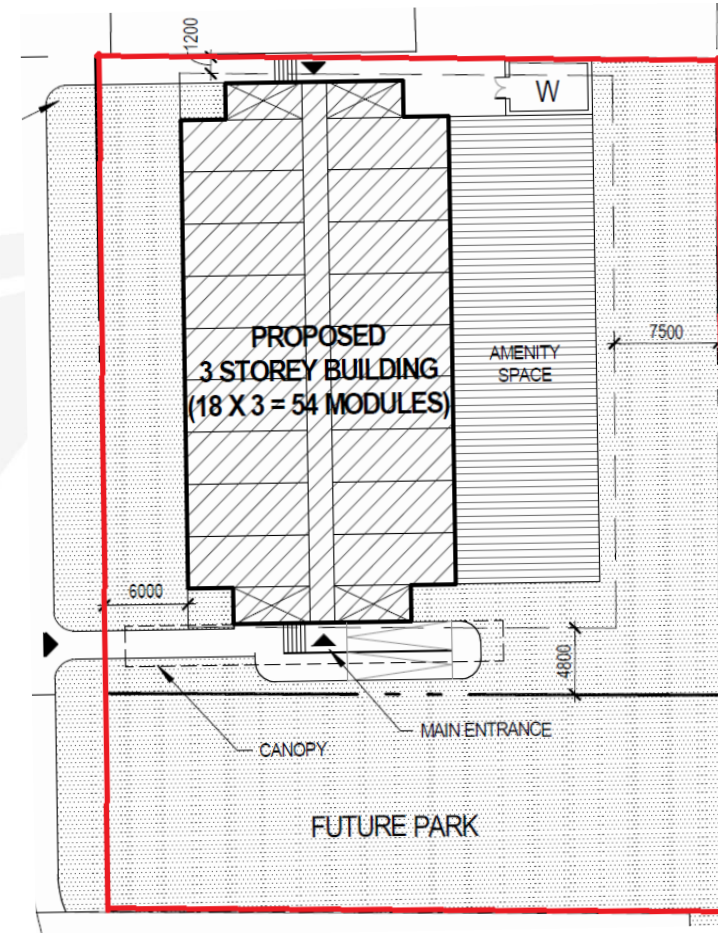 1200
W
PROPOSED
3 STOREY BUILDING
(18 X 3 = 54 MODULES)
AMENITY
SPACE
7500
6000
4800
MAIN ENTRANCE
CANOPY
FUTURE PARK